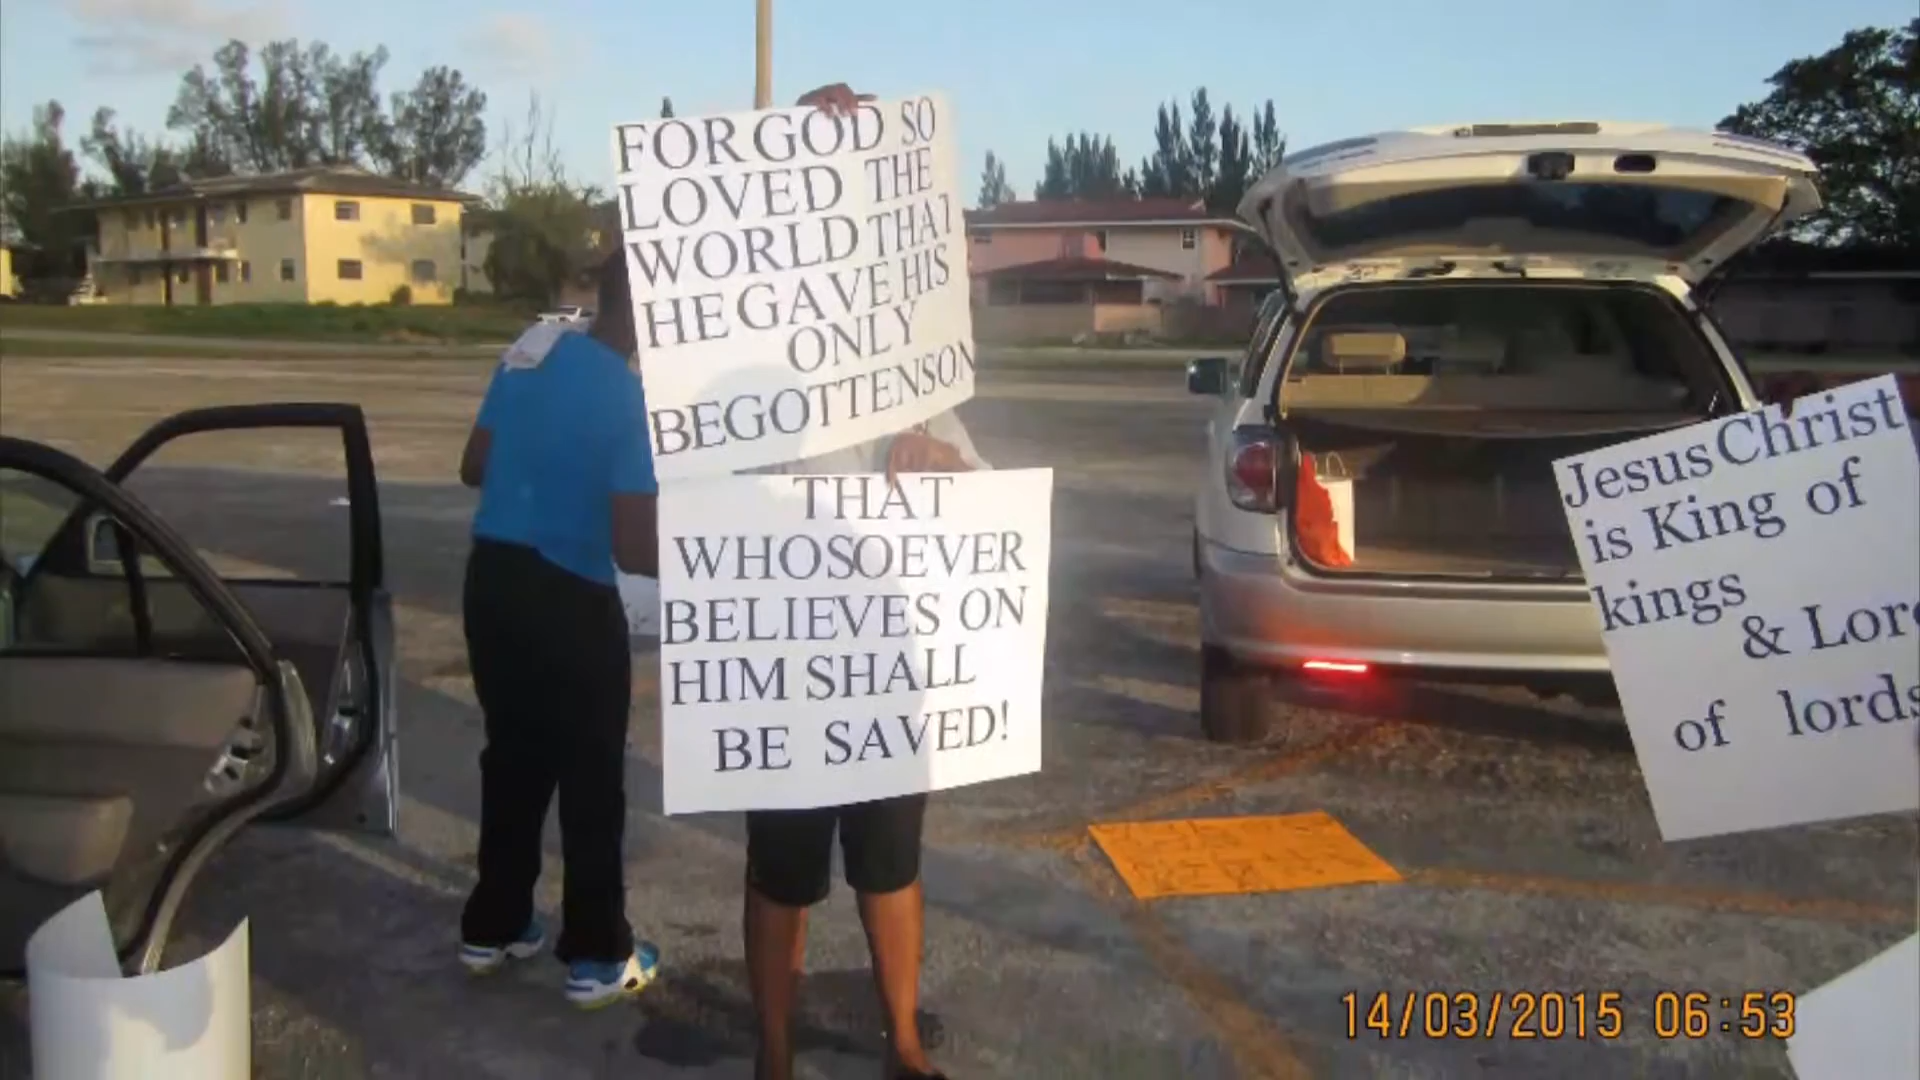 FOR GOD SO
LOVED THE
WORLD THAT
HE GAVE HIS
ONLY
BEGOTTEN SON
THAT
WHOSOEVER
BELIEVES ON
HIM SHALL
BE SAVED!
Jesus Christ
is King of
kings
& Lord
of lords
14/03/2015 06:53